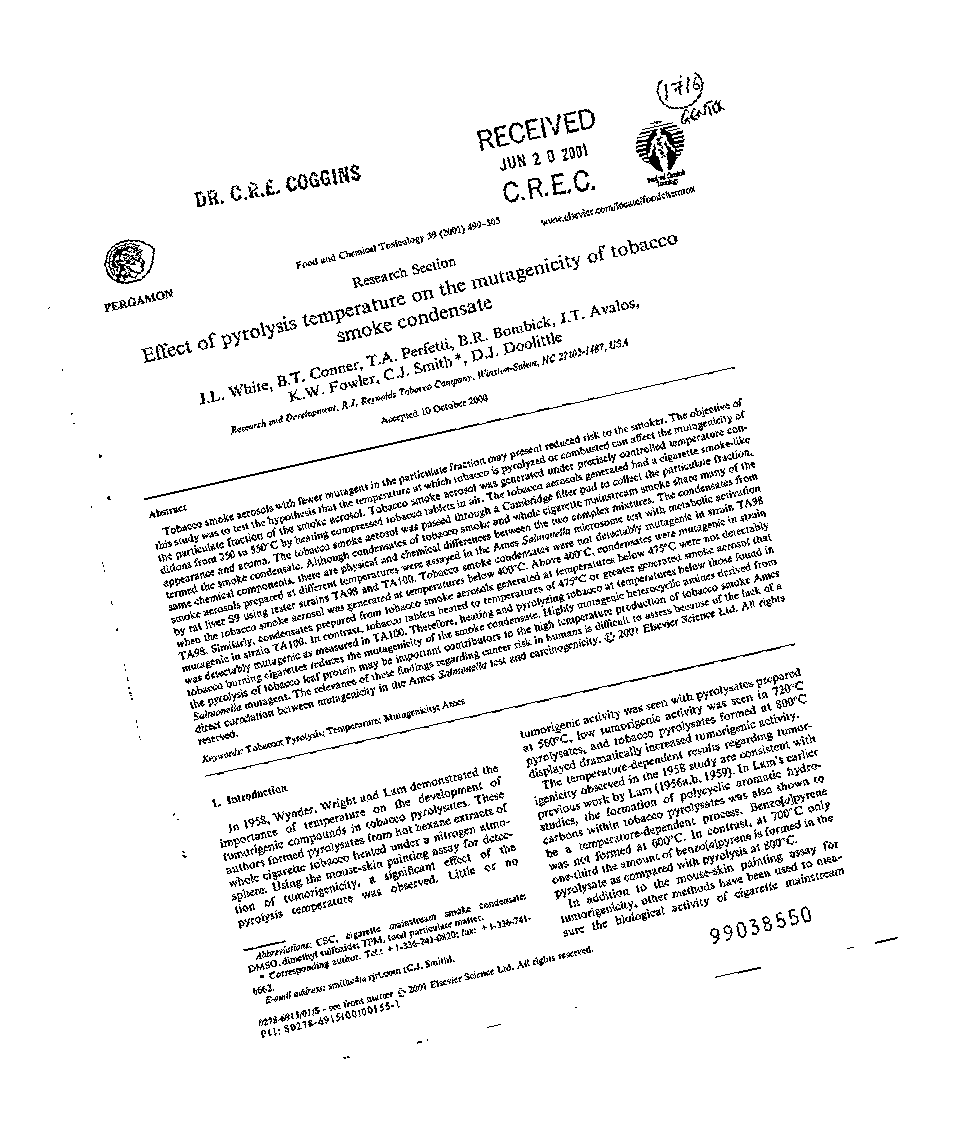 1716
GENTOX
RECEIVED
JUN 20 2001
C.R.E.C.
DR. C.R.E. COGGINS
PERGAMON
Food and Chemical Toxicology 39 (2001) 499–505
www.elsevier.com/locate/foodchemtox
Research Section
Effect of pyrolysis temperature on the mutagenicity of tobacco
smoke condensate
J.L. White, B.T. Conner, T.A. Perfetti, B.R. Bombick, J.T. Avalos,
K.W. Fowler, C.J. Smith*, D.J. Doolittle
Research and Development, R.J. Reynolds Tobacco Company, Winston-Salem, NC 27102-1487, USA
Accepted 10 October 2000
Abstract
Tobacco smoke aerosols with fewer mutagens in the particulate fraction may present reduced risk to the smoker. The objective of
this study was to test the hypothesis that the temperature at which tobacco is pyrolyzed or combusted can affect the mutagenicity of
the particulate fraction of the smoke aerosol. Tobacco smoke aerosol was generated under precisely controlled temperature con-
ditions from 250 to 550°C by heating compressed tobacco tablets in air. The tobacco aerosols generated had a cigarette smoke-like
appearance and aroma. The tobacco smoke aerosol was passed through a Cambridge filter pad to collect the particulate fraction,
termed the smoke condensate. Although condensates of tobacco smoke and whole cigarette mainstream smoke share many of the
same chemical components, there are physical and chemical differences between the two complex mixtures. The condensates from
smoke aerosols prepared at different temperatures were assayed in the Ames Salmonella microsome test with metabolic activation
by rat liver S9 using tester strains TA98 and TA100. Tobacco smoke condensates were not detectably mutagenic in strain TA98
when the tobacco smoke aerosol was generated at temperatures below 400°C. Above 400°C, condensates were mutagenic in strain
TA98. Similarly, condensates prepared from tobacco smoke aerosols generated at temperatures below 475°C were not detectably
mutagenic in strain TA100. In contrast, tobacco tablets heated to temperatures of 475°C or greater generated smoke aerosol that
was detectably mutagenic as measured in TA100. Therefore, heating and pyrolyzing tobacco at temperatures below those found in
tobacco burning cigarettes reduces the mutagenicity of the smoke condensate. Highly mutagenic heterocyclic amines derived from
the pyrolysis of tobacco leaf protein may be important contributors to the high temperature production of tobacco smoke Ames
Salmonella mutagens. The relevance of these findings regarding cancer risk in humans is difficult to assess because of the lack of a
direct correlation between mutagenicity in the Ames Salmonella test and carcinogenicity. © 2001 Elsevier Science Ltd. All rights
reserved.
Keywords: Tobacco; Pyrolysis; Temperature; Mutagenicity; Ames
1. Introduction
In 1958, Wynder, Wright and Lam demonstrated the
importance of temperature on the development of
tumorigenic compounds in tobacco pyrolysates. These
authors formed pyrolysates from hot hexane extracts of
whole cigarette tobacco heated under a nitrogen atmo-
sphere. Using the mouse-skin painting assay for detec-
tion of tumorigenicity, a significant effect of the
pyrolysis temperature was observed. Little or no
Abbreviations: CSC, cigarette mainstream smoke condensate;
DMSO, dimethyl sulfoxide; TPM, total particulate matter.
* Corresponding author. Tel.: +1-336-741-0820; fax: +1-336-741-
6662.
E-mail address: smithc4@rjrt.com (C.J. Smith).
0278-6915/01/$ - see front matter © 2001 Elsevier Science Ltd. All rights reserved.
PII: S0278-6915(00)00155-1
tumorigenic activity was seen with pyrolysates prepared
at 560°C, low tumorigenic activity was seen in 720°C
pyrolysates, and tobacco pyrolysates formed at 800°C
displayed dramatically increased tumorigenic activity.
The temperature-dependent results regarding tumor-
igenicity observed in the 1958 study are consistent with
previous work by Lam (1956a,b, 1959). In Lam's earlier
studies, the formation of polycyclic aromatic hydro-
carbons within tobacco pyrolysates was also shown to
be a temperature-dependent process. Benzo[a]pyrene
was not formed at 600°C. In contrast, at 700°C only
one-third the amount of benzo[a]pyrene is formed in the
pyrolysate as compared with pyrolysis at 800°C.
In addition to the mouse-skin painting assay for
tumorigenicity, other methods have been used to mea-
sure the biological activity of cigarette mainstream
99038550